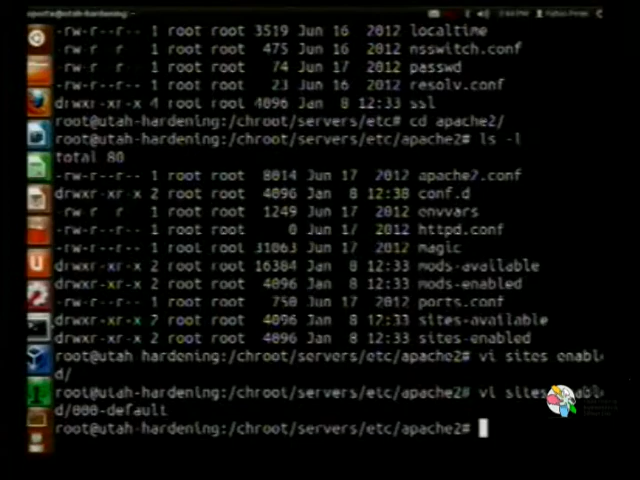 -rw-r--r-- 1 root root 3519 Jun 16 2012 localtime
-rw r r 1 root root 475 Jun 16 2012 nsswitch.conf
-rw r r 1 root root 74 Jun 17 2012 passwd
-rw-r--r-- 1 root root 23 Jun 16 2012 resolv.conf
drwxr-xr-x 4 root root 4096 Jan 8 12:33 ssl
root@utah-hardening:/chroot/servers/etc# cd apache2/
root@utah-hardening:/chroot/servers/etc/apache2# ls -l
total 80
-rw-r--r-- 1 root root 8014 Jun 17 2012 apache2.conf
drwxr-xr-x 2 root root 4096 Jan 8 12:38 conf.d
-rw r r 1 root root 1249 Jun 17 2012 envvars
-rw r r 1 root root 0 Jun 17 2012 httpd.conf
-rw-r--r-- 1 root root 31063 Jun 17 2012 magic
drwxr-xr-x 2 root root 16384 Jan 8 12:33 mods-available
drwxr-xr-x 2 root root 4096 Jan 8 12:33 mods-enabled
-rw-r--r-- 1 root root 750 Jun 17 2012 ports.conf
drwxr-xr-x 2 root root 4096 Jan 8 12:33 sites-available
drwxr-xr-x 2 root root 4096 Jan 8 12:33 sites-enabled
root@utah hardening:/chroot/servers/etc/apache2# vi sites enable
d/
root@utah-hardening:/chroot/servers/etc/apache2# vi sites
d/000-default
root@utah-hardening:/chroot/servers/etc/apache2#